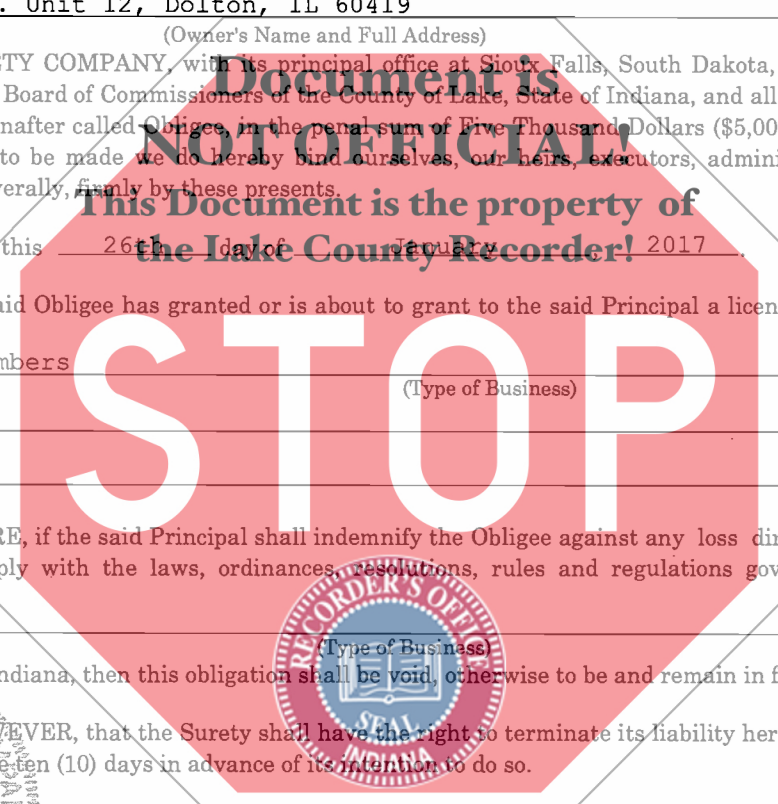 . Unit 12, Dolton, IL 60419
(Owner's Name and Full Address)
TY COMPANY, with its principal office at Sioux Falls, South Dakota,
Board of Commissioners of the County of Lake, State of Indiana, and all
nafter called Obligee, in the penal sum of Five Thousand Dollars ($5,00
to be made we do hereby bind ourselves, our heirs, executors, admini
verally, firmly by these presents.
Document is
NOT OFFICIAL!
This Document is the property of
the Lake County Recorder!
this 26th day of January, 2017.
aid Obligee has granted or is about to grant to the said Principal a licen
mbers
(Type of Business)
STOP
RE, if the said Principal shall indemnify the Obligee against any loss dir
ply with the laws, ordinances, resolutions, rules and regulations gov
(Type of Business)
ndiana, then this obligation shall be void, otherwise to be and remain in f
VEVER, that the Surety shall have the right to terminate its liability her
e ten (10) days in advance of its intention to do so.
RECORDER'S OFFICE
SEAL
INDIANA